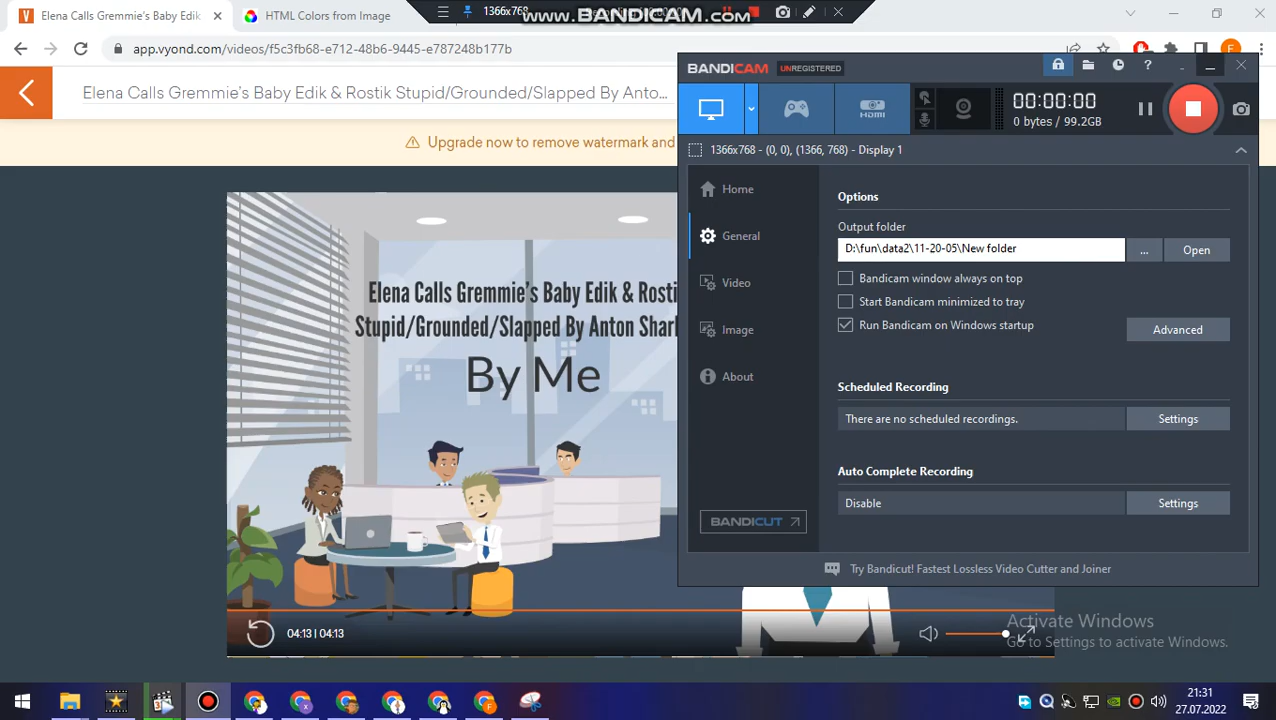 Elena Calls Gremmie's Baby Edik
HTML Colors from Image
1366x768
www.BANDICAM.com
app.vyond.com/videos/f5c3fb68-e712-48b6-9445-e787248b177b
E
Elena Calls Gremmie's Baby Edik & Rostik Stupid/Grounded/Slapped By Anto...
Upgrade now to remove watermark and
BANDICAM UNREGISTERED
HDMI
00:00:00
0 bytes / 99.2GB
1366x768 - (0, 0), (1366, 768) - Display 1
Home
General
Video
Image
About
BANDICUT
Options
Output folder
D:\fun\data2\11-20-05\New folder
...
Open
Bandicam window always on top
Start Bandicam minimized to tray
Run Bandicam on Windows startup
Advanced
Scheduled Recording
There are no scheduled recordings.
Settings
Auto Complete Recording
Disable
Settings
Try Bandicut! Fastest Lossless Video Cutter and Joiner
Elena Calls Gremmie's Baby Edik & Rosti
Stupid/Grounded/Slapped By Anton Shar
By Me
04:13 | 04:13
Activate Windows
Go to Settings to activate Windows.
21:31
27.07.2022